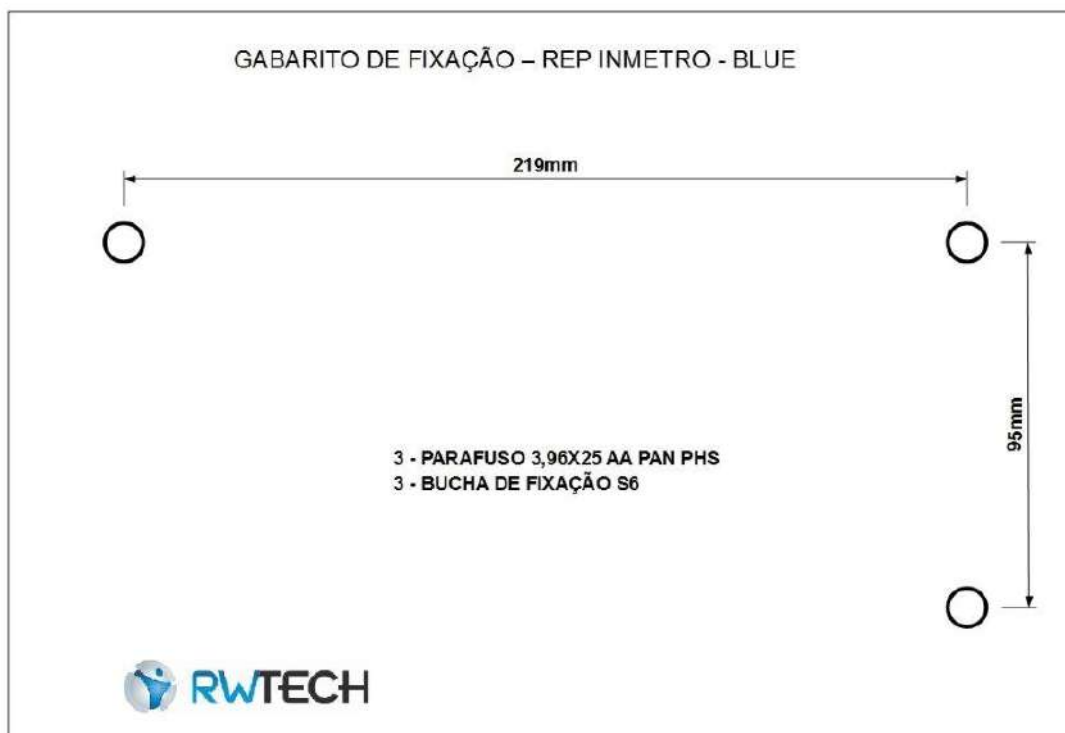 GABARITO DE FIXAÇÃO – REP INMETRO - BLUE
219mm
95mm
3 - PARAFUSO 3,96X25 AA PAN PHS
3 - BUCHA DE FIXAÇÃO S6
RWTECH